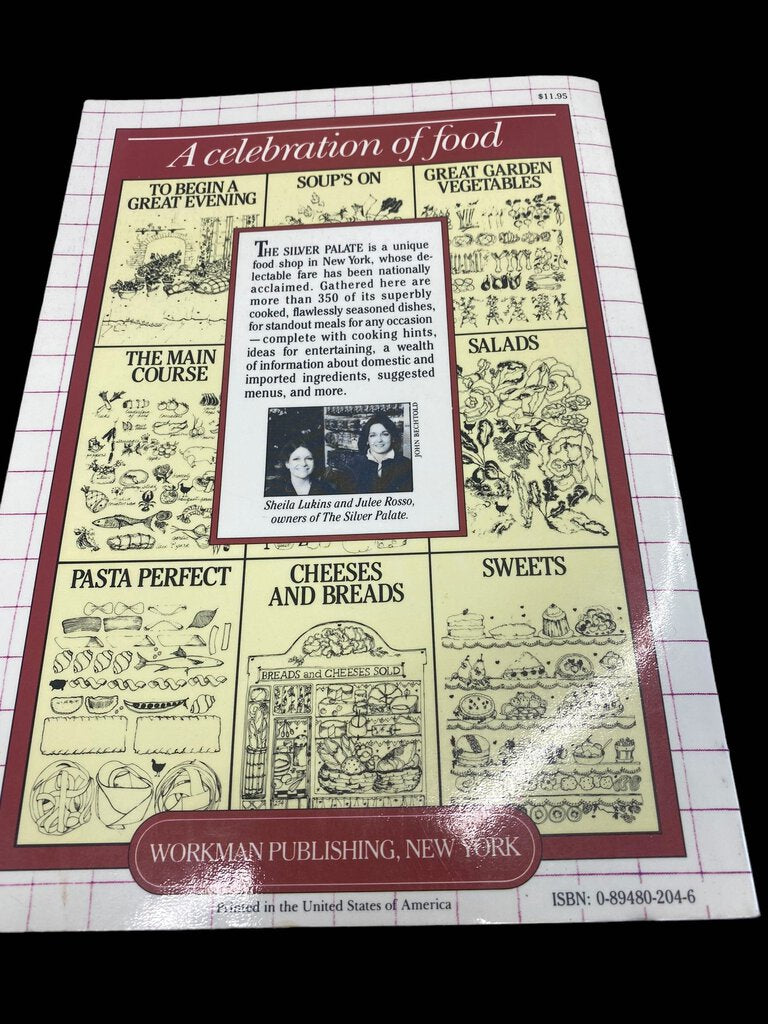 $11.95
A celebration of food
TO BEGIN A
GREAT EVENING
SOUP'S ON
GREAT GARDEN
VEGETABLES
THE SILVER PALATE is a unique
food shop in New York, whose de-
lectable fare has been nationally
acclaimed. Gathered here are
more than 350 of its superbly
cooked, flawlessly seasoned dishes,
for standout meals for any occasion
—complete with cooking hints,
ideas for entertaining, a wealth
of information about domestic and
imported ingredients, suggested
menus, and more.
JOHN BECHTOLD
Sheila Lukins and Julee Rosso,
owners of The Silver Palate.
THE MAIN
COURSE
SALADS
PASTA PERFECT
CHEESES
AND BREADS
BREADS and CHEESES SOLD
SWEETS
WORKMAN PUBLISHING, NEW YORK
Printed in the United States of America
ISBN: 0-89480-204-6